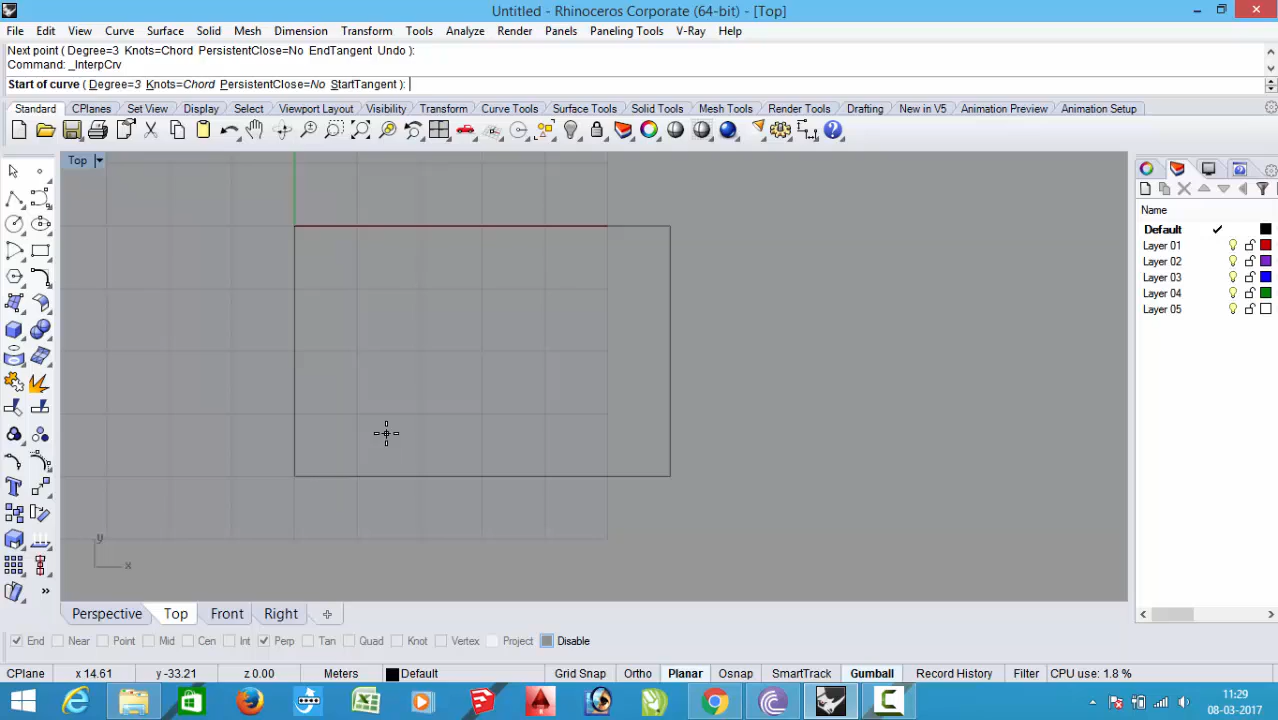 Untitled - Rhinoceros Corporate (64-bit) - [Top]
File Edit View Curve Surface Solid Mesh Dimension Transform Tools Analyze Render Panels Paneling Tools V-Ray Help
Next point ( Degree=3 Knots=Chord PersistentClose=No EndTangent Undo ):
Command: _InterpCrv
Start of curve ( Degree=3 Knots=Chord PersistentClose=No StartTangent ):
Standard CPlanes Set View Display Select Viewport Layout Visibility Transform Curve Tools Surface Tools Solid Tools Mesh Tools Render Tools Drafting New in V5 Animation Preview Animation Setup
Top
Name
Default
Layer 01
Layer 02
Layer 03
Layer 04
Layer 05
y
x
Perspective Top Front Right
End Near Point Mid Cen Int Perp Tan Quad Knot Vertex Project Disable
CPlane x 14.61 y -33.21 z 0.00 Meters Default Grid Snap Ortho Planar Osnap SmartTrack Gumball Record History Filter CPU use: 1.8 %
11:29
08-03-2017